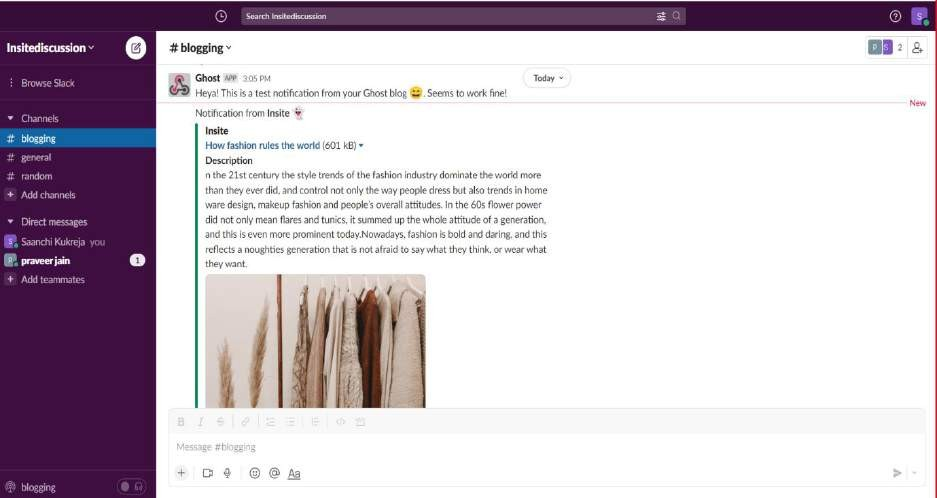 Search Insitediscussion
S
Insitediscussion
Browse Slack
Channels
# blogging
# general
# random
+ Add channels
Direct messages
S Saanchi Kukreja you
P praveer jain 1
+ Add teammates
blogging
# blogging
P S 2
Today
Ghost APP 3:05 PM
Heya! This is a test notification from your Ghost blog 😄. Seems to work fine!
New
Notification from Insite 👻
Insite
How fashion rules the world (601 kB)
Description
n the 21st century the style trends of the fashion industry dominate the world more
than they ever did, and control not only the way people dress but also trends in home
ware design, makeup fashion and people's overall attitudes. In the 60s flower power
did not only mean flares and tunics, it summed up the whole attitude of a generation,
and this is even more prominent today.Nowadays, fashion is bold and daring, and this
reflects a noughties generation that is not afraid to say what they think, or wear what
they want.
B I S
Message #blogging
+ @ Aa